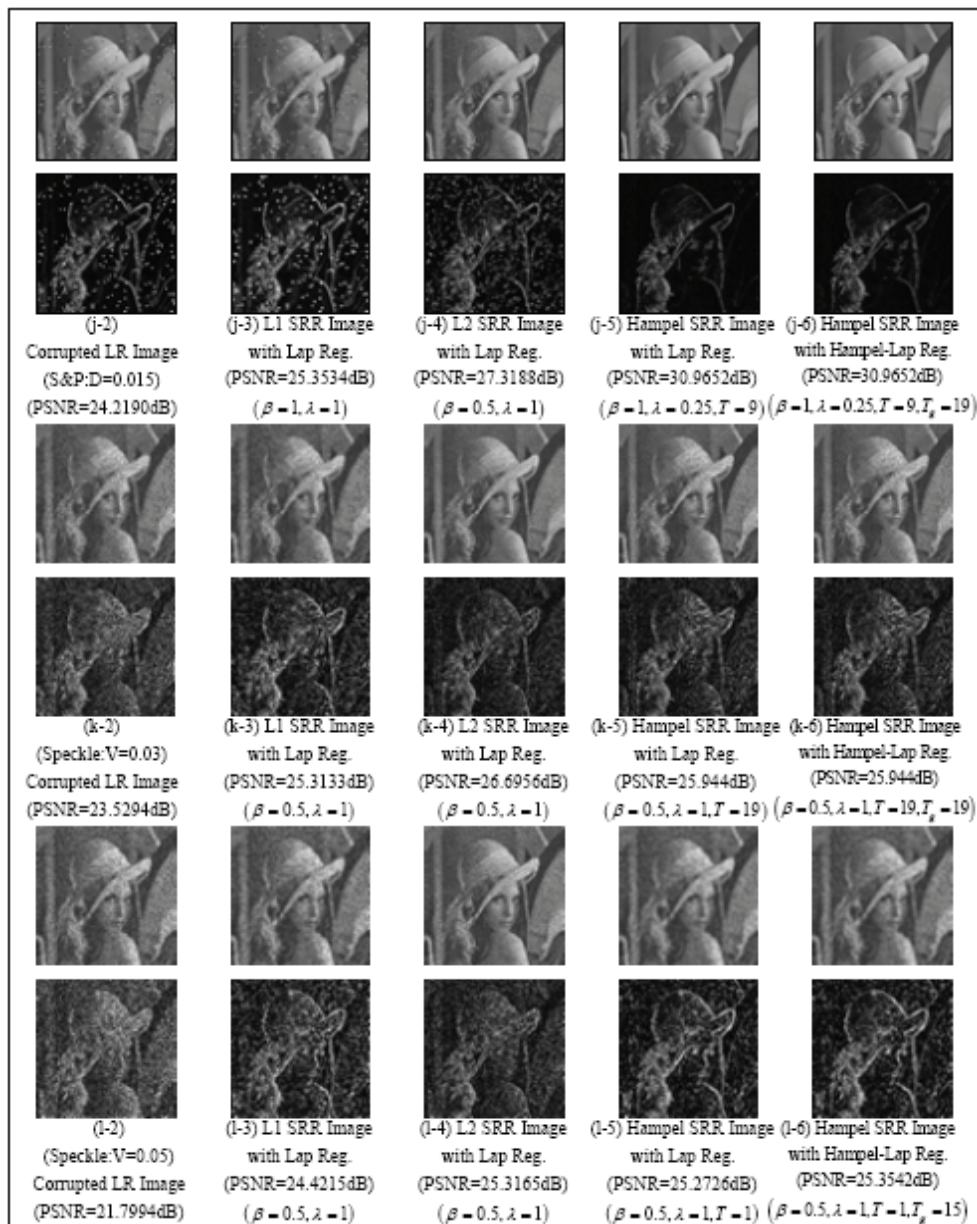 (j-2)
Corrupted LR Image
(S&P:D=0.015)
(PSNR=24.2190dB)
(j-3) L1 SRR Image
with Lap Reg.
(PSNR=25.3534dB)
(β=1,λ=1)
(j-4) L2 SRR Image
with Lap Reg.
(PSNR=27.3188dB)
(β=0.5,λ=1)
(j-5) Hampel SRR Image
with Lap Reg.
(PSNR=30.9652dB)
(β=1,λ=0.25,T=9)
(j-6) Hampel SRR Image
with Hampel-Lap Reg.
(PSNR=30.9652dB)
(β=1,λ=0.25,T=9,T_g=19)
(k-2)
(Speckle:V=0.03)
Corrupted LR Image
(PSNR=23.5294dB)
(k-3) L1 SRR Image
with Lap Reg.
(PSNR=25.3133dB)
(β=0.5,λ=1)
(k-4) L2 SRR Image
with Lap Reg.
(PSNR=26.6956dB)
(β=0.5,λ=1)
(k-5) Hampel SRR Image
with Lap Reg.
(PSNR=25.944dB)
(β=0.5,λ=1,T=19)
(k-6) Hampel SRR Image
with Hampel-Lap Reg.
(PSNR=25.944dB)
(β=0.5,λ=1,T=19,T_g=19)
(l-2)
(Speckle:V=0.05)
Corrupted LR Image
(PSNR=21.7994dB)
(l-3) L1 SRR Image
with Lap Reg.
(PSNR=24.4215dB)
(β=0.5,λ=1)
(l-4) L2 SRR Image
with Lap Reg.
(PSNR=25.3165dB)
(β=0.5,λ=1)
(l-5) Hampel SRR Image
with Lap Reg.
(PSNR=25.2726dB)
(β=0.5,λ=1,T=1)
(l-6) Hampel SRR Image
with Hampel-Lap Reg.
(PSNR=25.3542dB)
(β=0.5,λ=1,T=1,T_g=15)